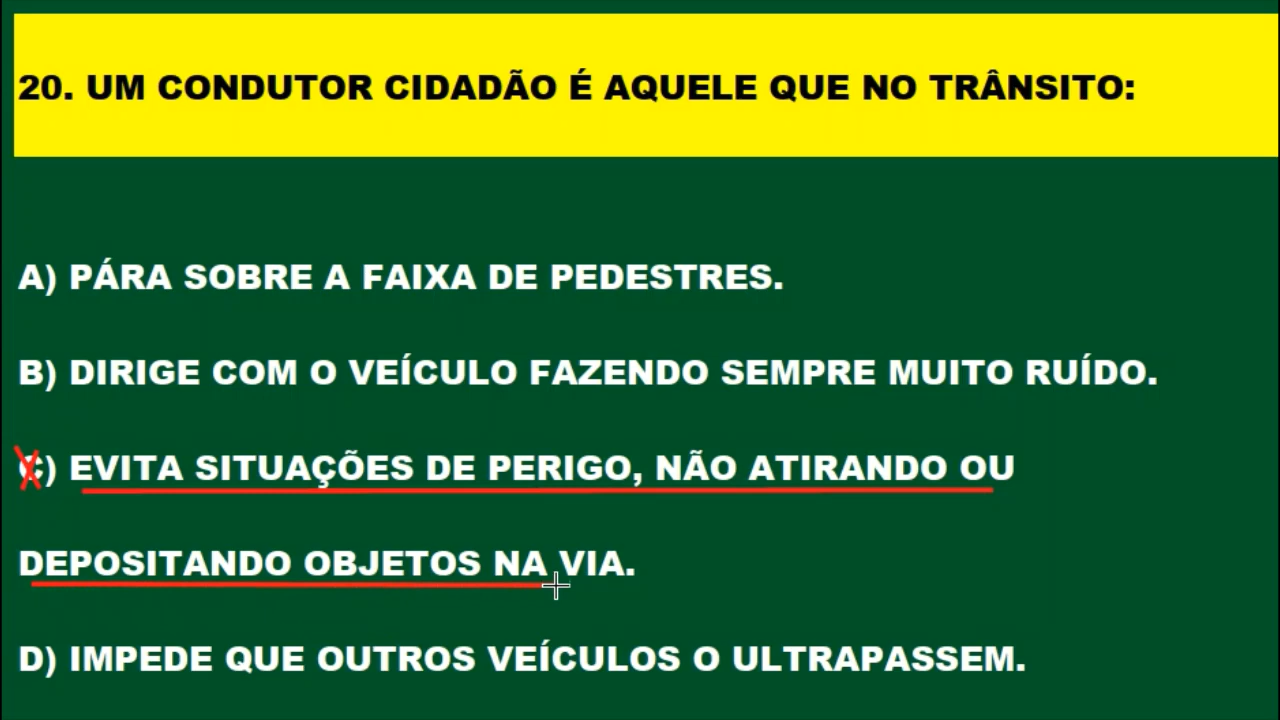 20. UM CONDUTOR CIDADÃO É AQUELE QUE NO TRÂNSITO:
A) PÁRA SOBRE A FAIXA DE PEDESTRES.
B) DIRIGE COM O VEÍCULO FAZENDO SEMPRE MUITO RUÍDO.
C) EVITA SITUAÇÕES DE PERIGO, NÃO ATIRANDO OU
DEPOSITANDO OBJETOS NA VIA.
D) IMPEDE QUE OUTROS VEÍCULOS O ULTRAPASSEM.